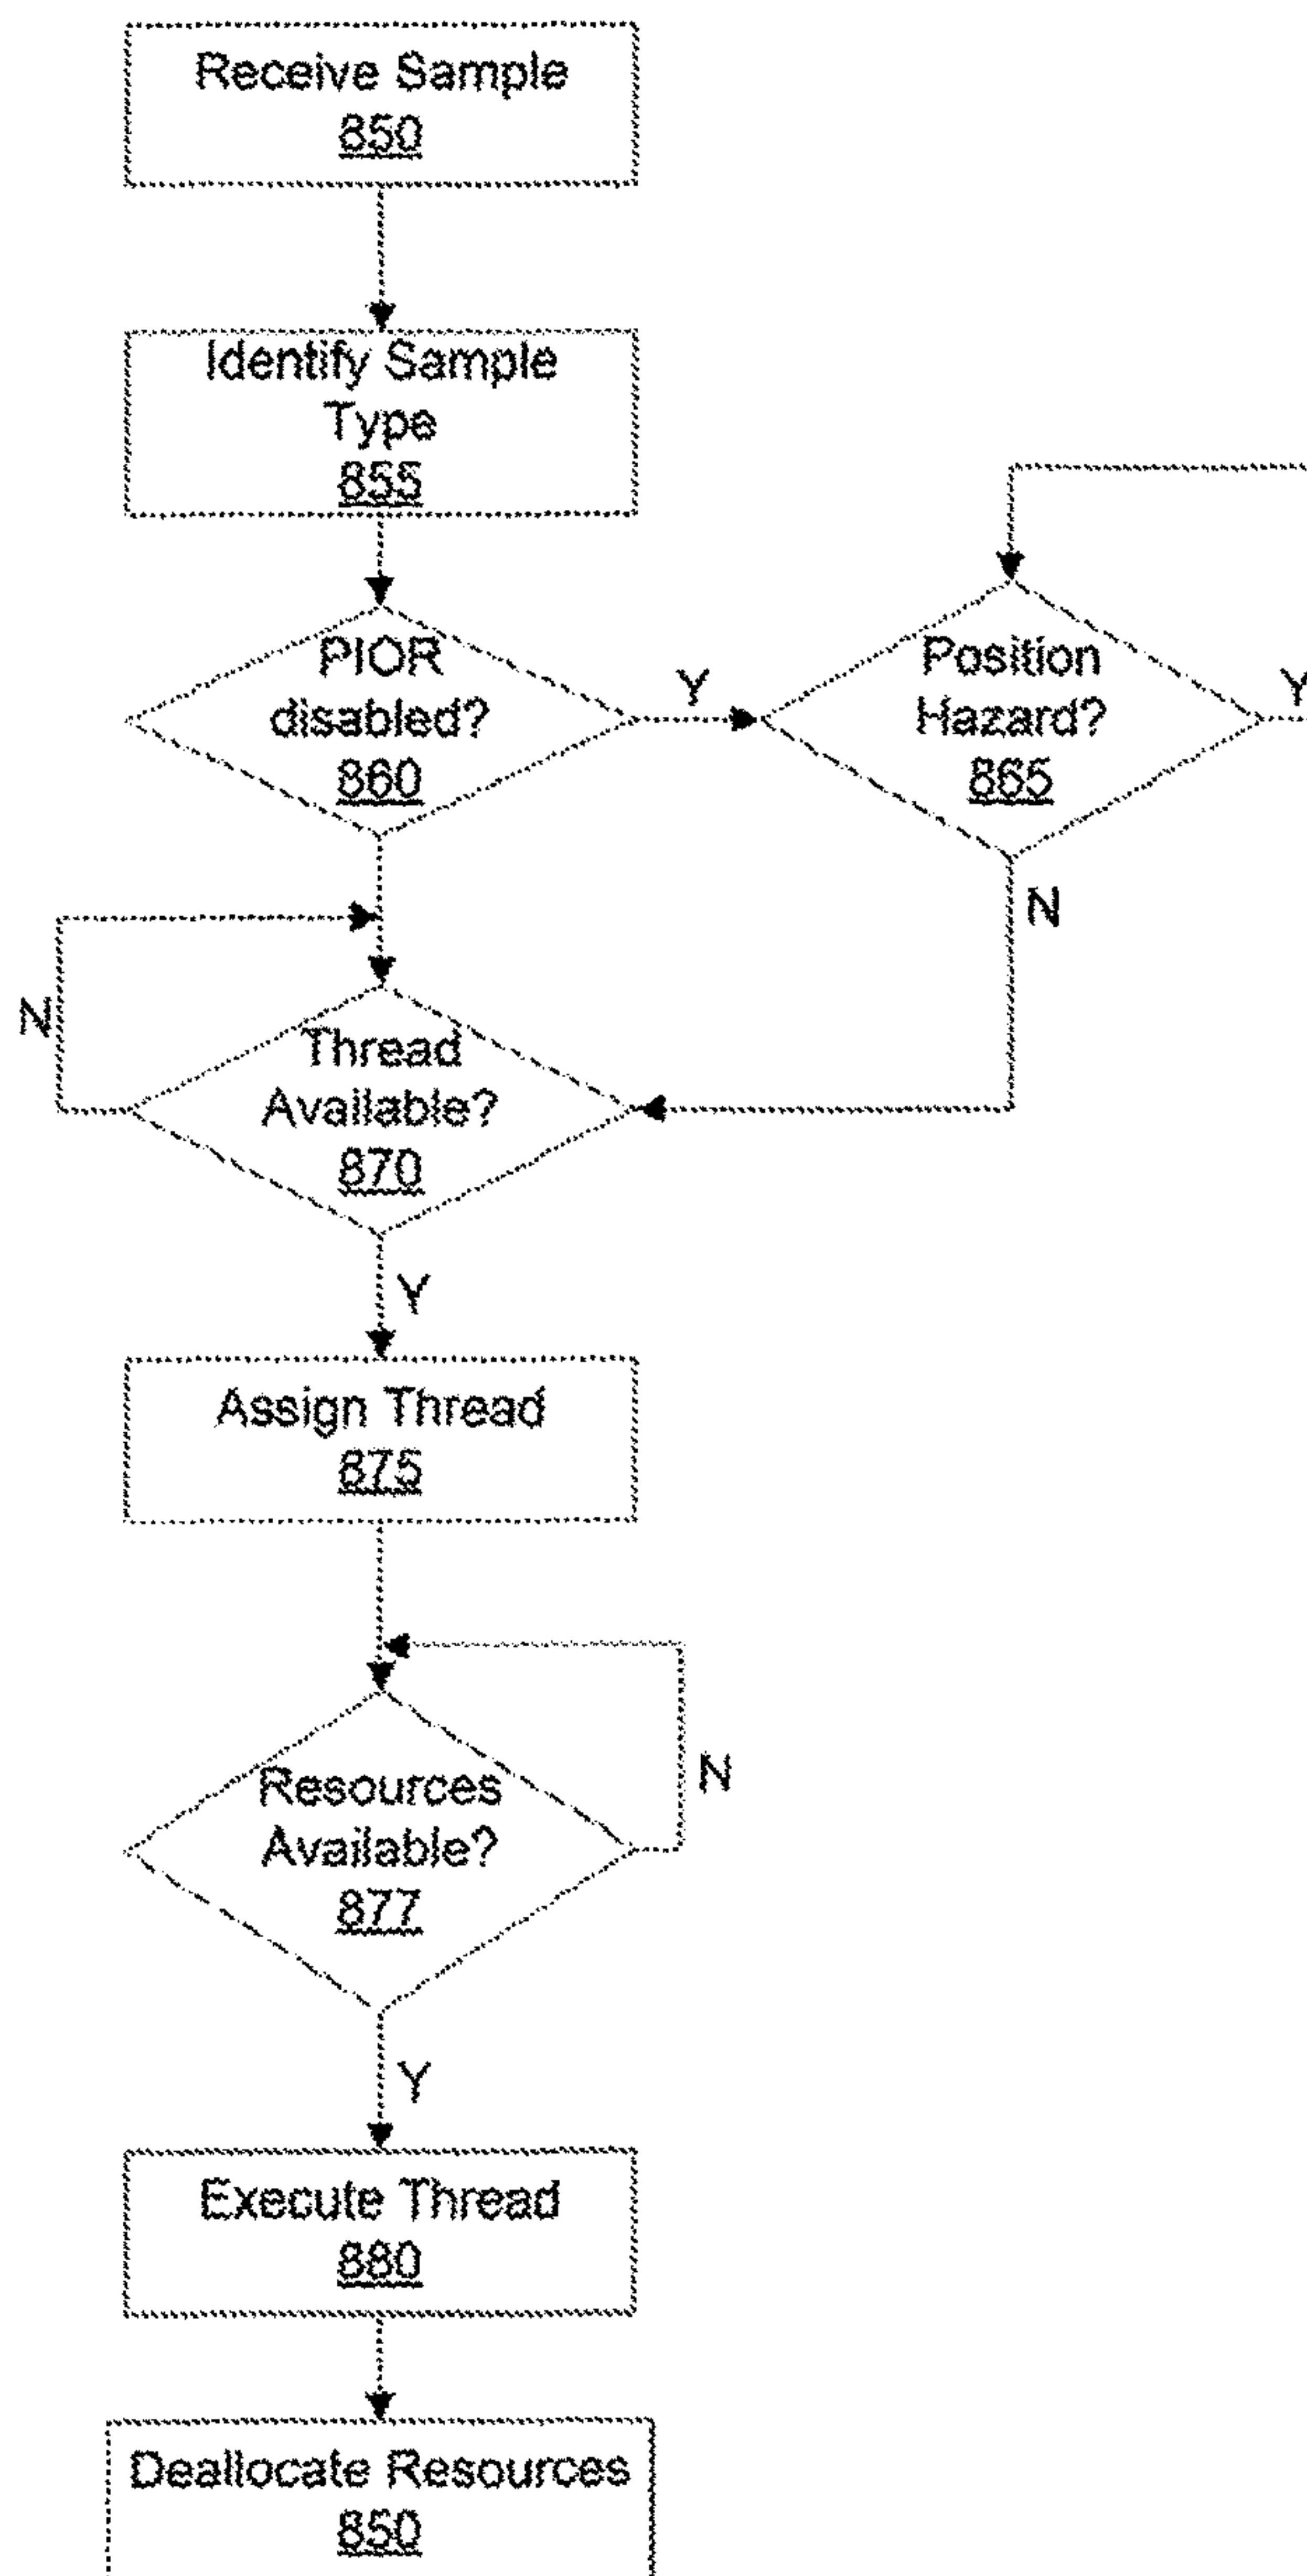 Receive Sample
850
Identify Sample
Type
855
PIOR
disabled?
860
Y
Position
Hazard?
865
Y
N
N
Thread
Available?
870
Y
Assign Thread
875
Resources
Available?
877
N
Y
Execute Thread
880
Deallocate Resources
850